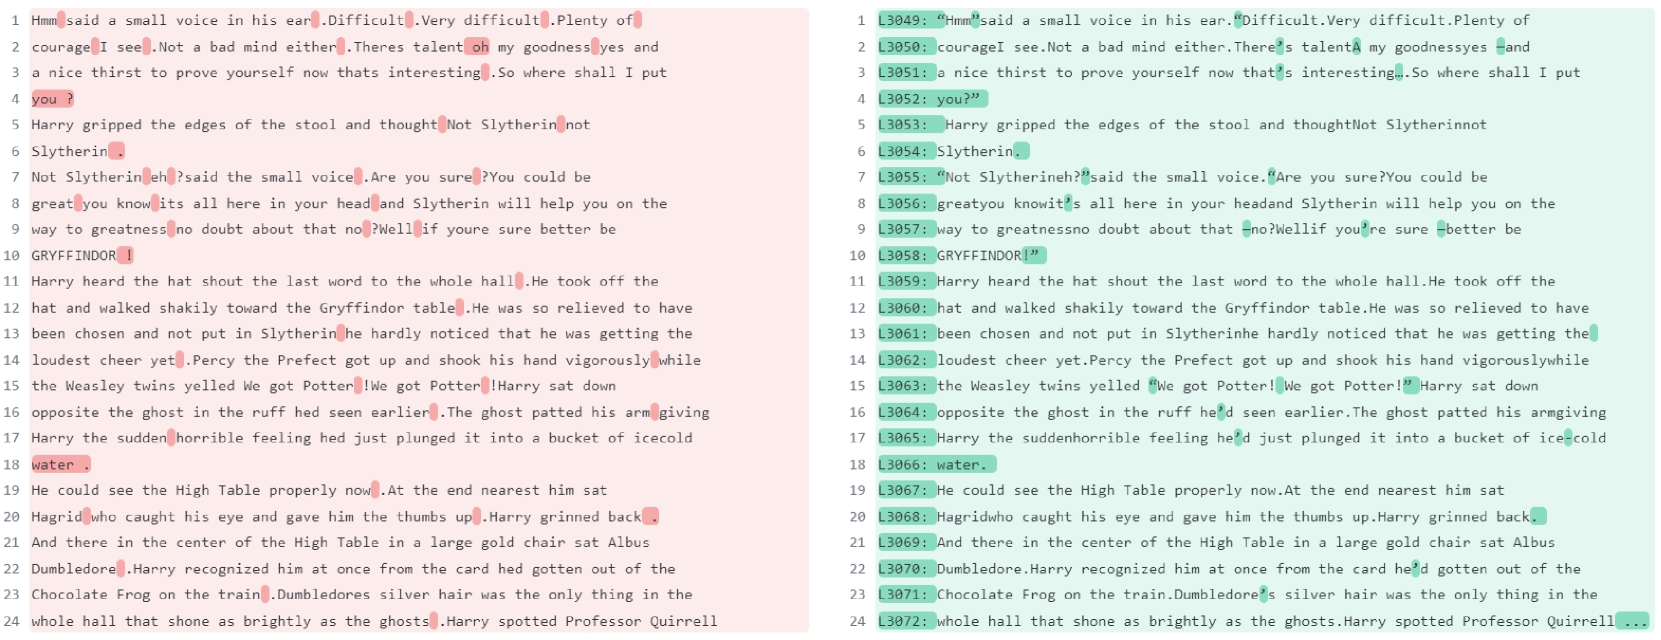 1 Hmm said a small voice in his ear .Difficult .Very difficult .Plenty of
2 courage I see .Not a bad mind either .Theres talent oh my goodness yes and
3 a nice thirst to prove yourself now thats interesting .So where shall I put
4 you ?
5 Harry gripped the edges of the stool and thought Not Slytherin not
6 Slytherin .
7 Not Slytherin eh ?said the small voice .Are you sure ?You could be
8 great you know its all here in your head and Slytherin will help you on the
9 way to greatness no doubt about that no ?Well if youre sure better be
10 GRYFFINDOR !
11 Harry heard the hat shout the last word to the whole hall .He took off the
12 hat and walked shakily toward the Gryffindor table .He was so relieved to have
13 been chosen and not put in Slytherin he hardly noticed that he was getting the
14 loudest cheer yet .Percy the Prefect got up and shook his hand vigorously while
15 the Weasley twins yelled We got Potter !We got Potter !Harry sat down
16 opposite the ghost in the ruff hed seen earlier .The ghost patted his arm giving
17 Harry the sudden horrible feeling hed just plunged it into a bucket of icecold
18 water .
19 He could see the High Table properly now .At the end nearest him sat
20 Hagrid who caught his eye and gave him the thumbs up .Harry grinned back .
21 And there in the center of the High Table in a large gold chair sat Albus
22 Dumbledore .Harry recognized him at once from the card hed gotten out of the
23 Chocolate Frog on the train .Dumbledores silver hair was the only thing in the
24 whole hall that shone as brightly as the ghosts .Harry spotted Professor Quirrell
1 L3049: “Hmm”said a small voice in his ear.“Difficult.Very difficult.Plenty of
2 L3050: courageI see.Not a bad mind either.There’s talentA my goodnessyes —and
3 L3051: a nice thirst to prove yourself now that’s interesting….So where shall I put
4 L3052: you?”
5 L3053: Harry gripped the edges of the stool and thoughtNot Slytherinnot
6 L3054: Slytherin.
7 L3055: “Not Slytherineh?”said the small voice.“Are you sure?You could be
8 L3056: greatyou knowit’s all here in your headand Slytherin will help you on the
9 L3057: way to greatnessno doubt about that —no?Wellif you’re sure —better be
10 L3058: GRYFFINDOR!”
11 L3059: Harry heard the hat shout the last word to the whole hall.He took off the
12 L3060: hat and walked shakily toward the Gryffindor table.He was so relieved to have
13 L3061: been chosen and not put in Slytherinhe hardly noticed that he was getting the
14 L3062: loudest cheer yet.Percy the Prefect got up and shook his hand vigorouslywhile
15 L3063: the Weasley twins yelled “We got Potter! We got Potter!” Harry sat down
16 L3064: opposite the ghost in the ruff he’d seen earlier.The ghost patted his armgiving
17 L3065: Harry the suddenhorrible feeling he’d just plunged it into a bucket of ice-cold
18 L3066: water.
19 L3067: He could see the High Table properly now.At the end nearest him sat
20 L3068: Hagridwho caught his eye and gave him the thumbs up.Harry grinned back.
21 L3069: And there in the center of the High Table in a large gold chair sat Albus
22 L3070: Dumbledore.Harry recognized him at once from the card he’d gotten out of the
23 L3071: Chocolate Frog on the train.Dumbledore’s silver hair was the only thing in the
24 L3072: whole hall that shone as brightly as the ghosts.Harry spotted Professor Quirrell ...